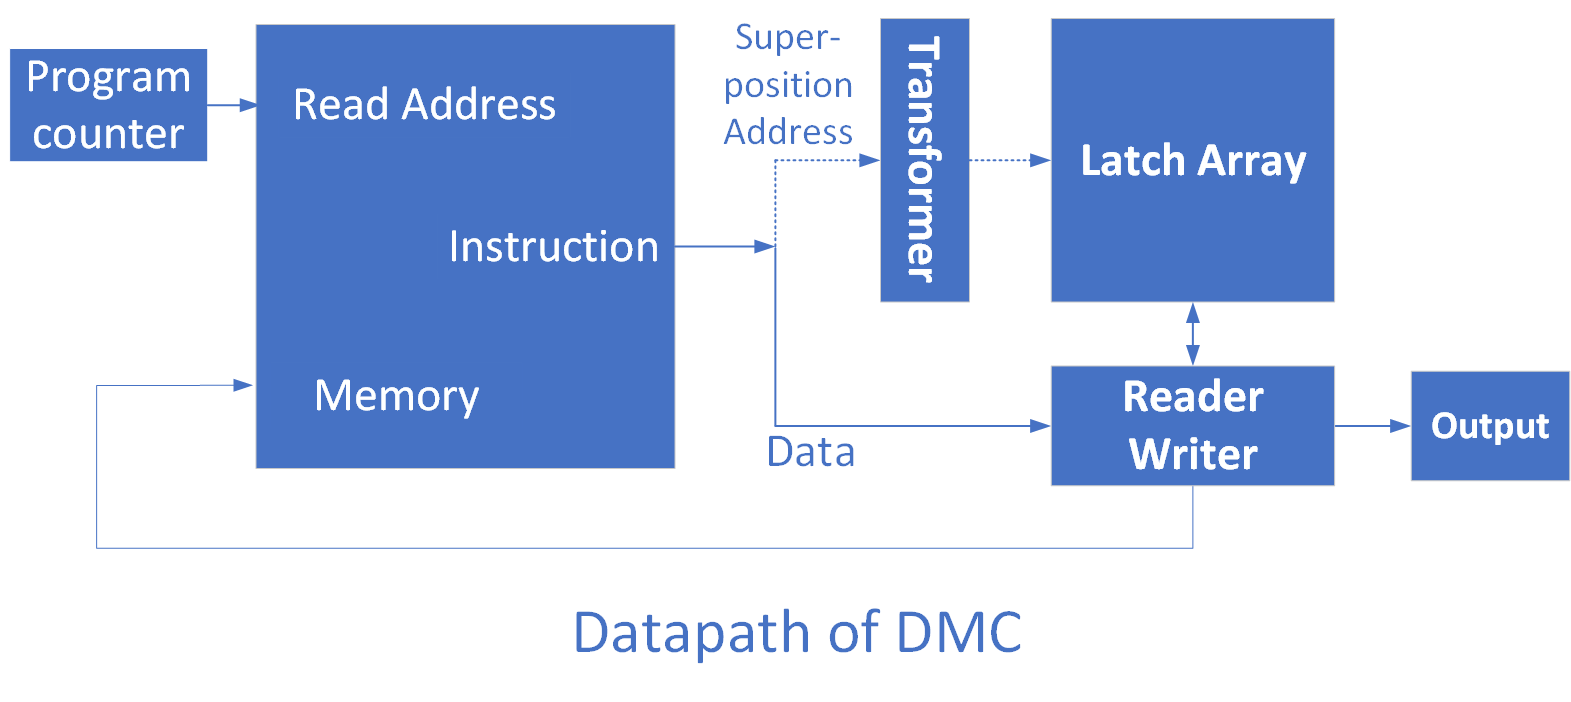 Program
counter
Read Address
Instruction
Memory
Super-
position
Address
Transformer
Latch Array
Data
Reader
Writer
Output
Datapath of DMC